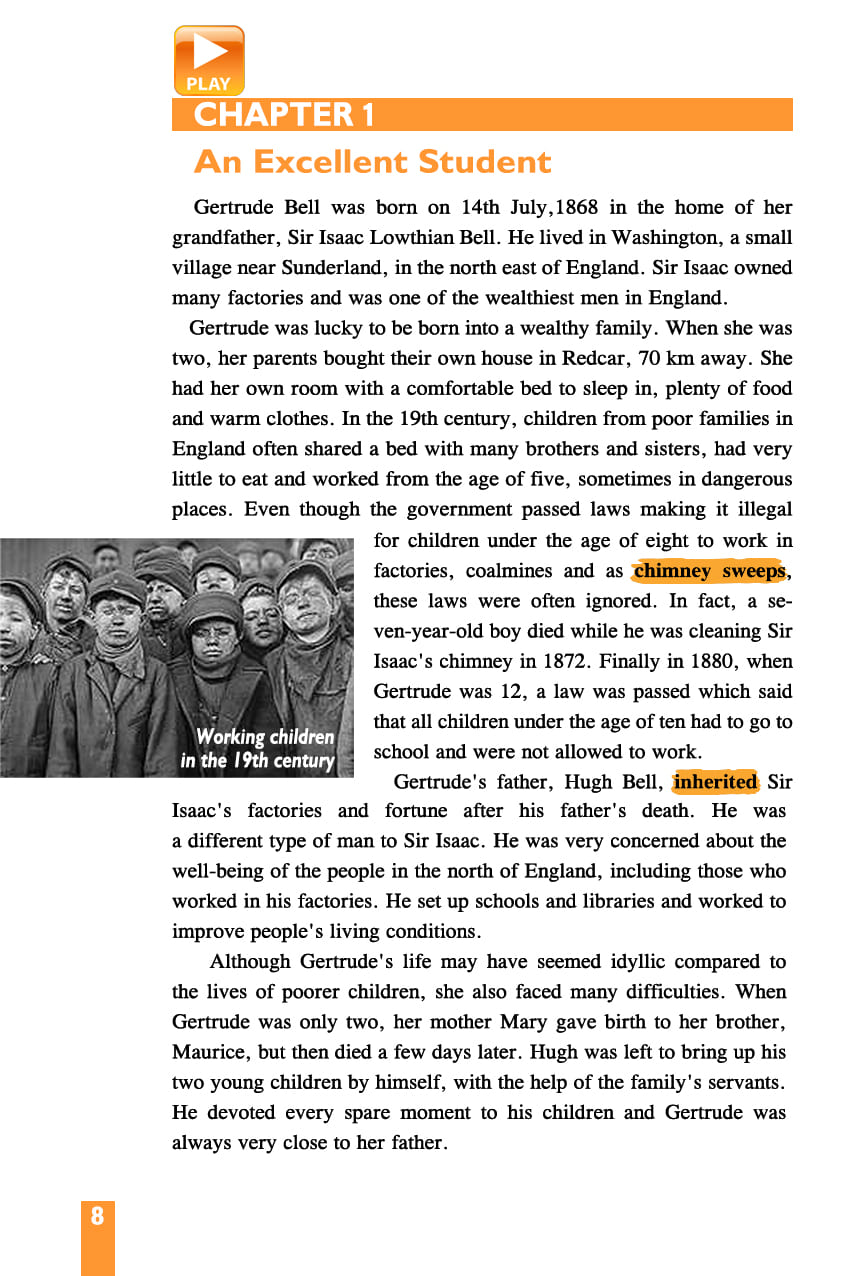 PLAY
CHAPTER 1
An Excellent Student
Gertrude Bell was born on 14th July,1868 in the home of her
grandfather, Sir Isaac Lowthian Bell. He lived in Washington, a small
village near Sunderland, in the north east of England. Sir Isaac owned
many factories and was one of the wealthiest men in England.
Gertrude was lucky to be born into a wealthy family. When she was
two, her parents bought their own house in Redcar, 70 km away. She
had her own room with a comfortable bed to sleep in, plenty of food
and warm clothes. In the 19th century, children from poor families in
England often shared a bed with many brothers and sisters, had very
little to eat and worked from the age of five, sometimes in dangerous
places. Even though the government passed laws making it illegal
for children under the age of eight to work in
factories, coalmines and as chimney sweeps,
these laws were often ignored. In fact, a se-
ven-year-old boy died while he was cleaning Sir
Isaac's chimney in 1872. Finally in 1880, when
Gertrude was 12, a law was passed which said
that all children under the age of ten had to go to
school and were not allowed to work.
Working children
in the 19th century
Gertrude's father, Hugh Bell, inherited Sir
Isaac's factories and fortune after his father's death. He was
a different type of man to Sir Isaac. He was very concerned about the
well-being of the people in the north of England, including those who
worked in his factories. He set up schools and libraries and worked to
improve people's living conditions.
Although Gertrude's life may have seemed idyllic compared to
the lives of poorer children, she also faced many difficulties. When
Gertrude was only two, her mother Mary gave birth to her brother,
Maurice, but then died a few days later. Hugh was left to bring up his
two young children by himself, with the help of the family's servants.
He devoted every spare moment to his children and Gertrude was
always very close to her father.
8